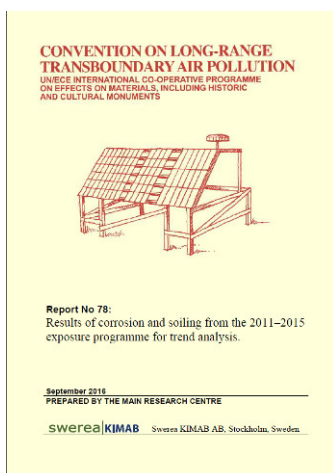 CONVENTION ON LONG-RANGE
TRANSBOUNDARY AIR POLLUTION
UN/ECE INTERNATIONAL CO-OPERATIVE PROGRAMME
ON EFFECTS ON MATERIALS, INCLUDING HISTORIC
AND CULTURAL MONUMENTS
Report No 78:
Results of corrosion and soiling from the 2011–2015
exposure programme for trend analysis.
September 2016
PREPARED BY THE MAIN RESEARCH CENTRE
swerea KIMAB Swerea KIMAB AB, Stockholm, Sweden